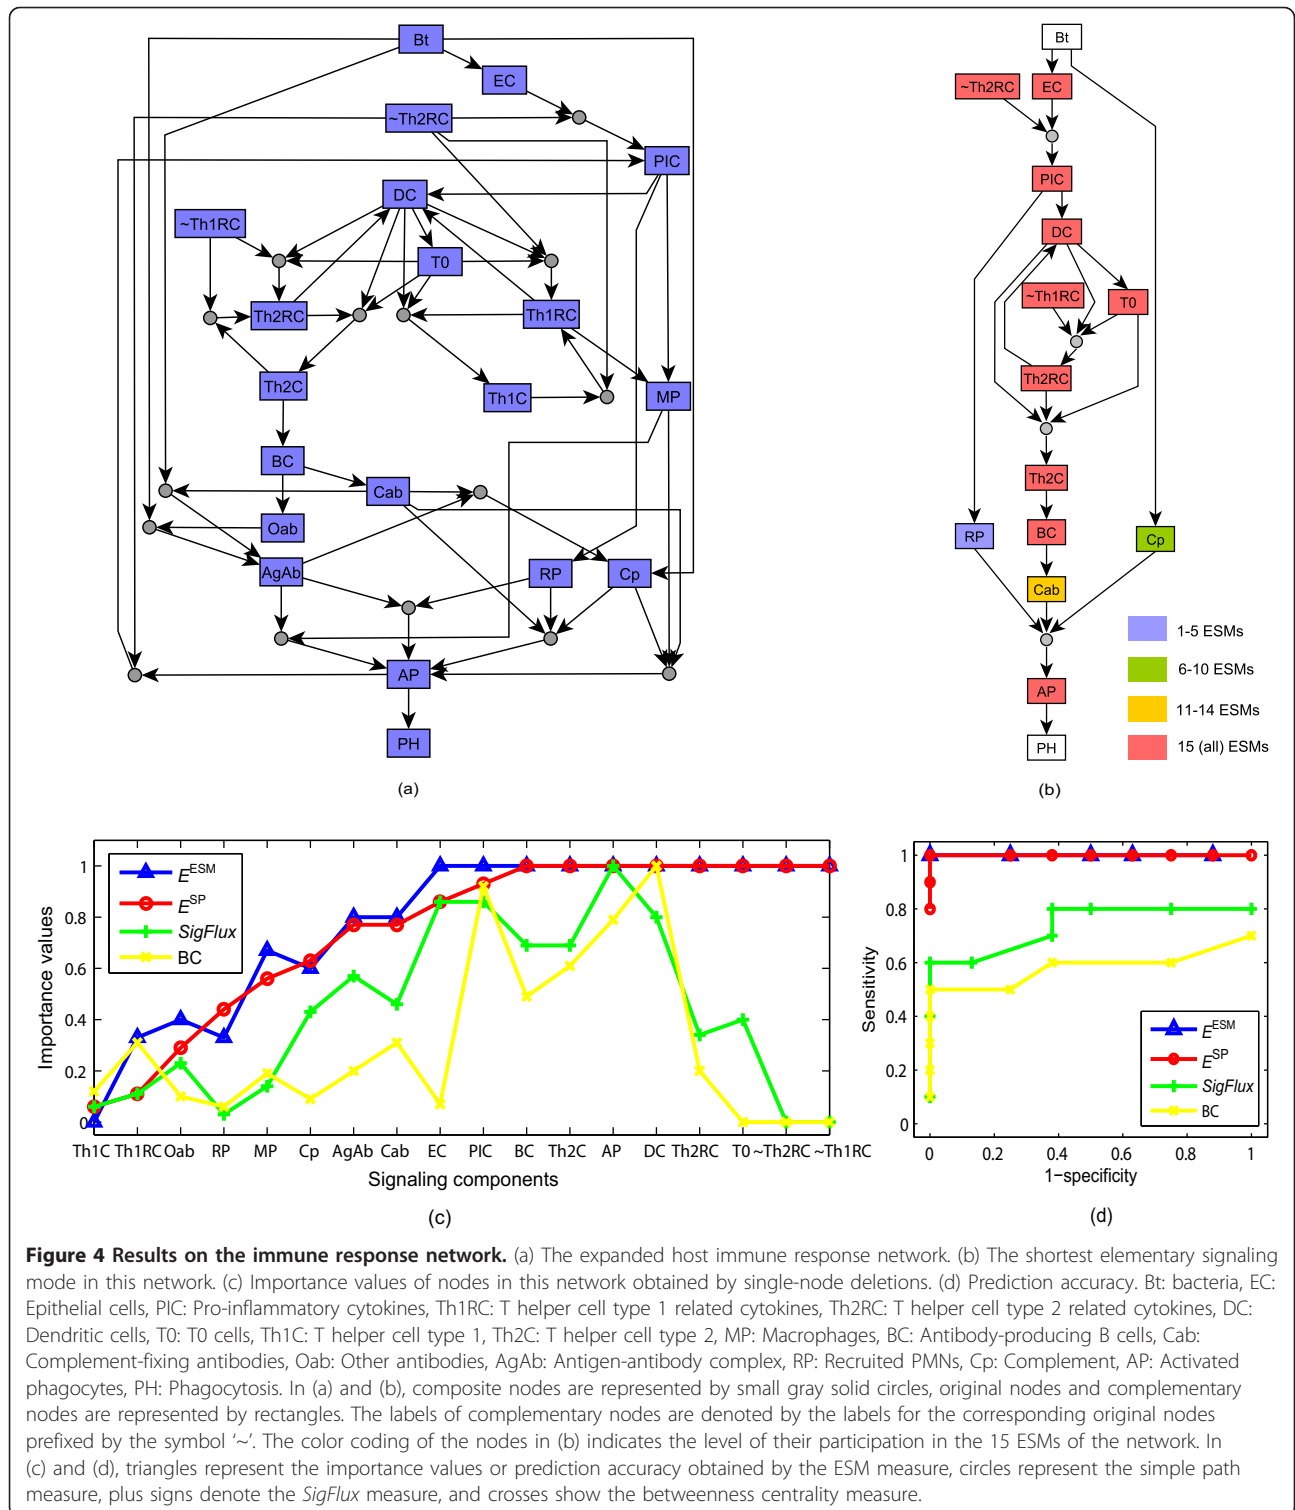 Bt
EC
~Th2RC
PIC
DC
~Th1RC
T0
Th2RC
Th1RC
Th2C
Th1C
MP
BC
Cab
Oab
AgAb
RP
Cp
AP
PH
(a)
Bt
~Th2RC
EC
PIC
DC
~Th1RC
T0
Th2RC
Th2C
RP
BC
Cp
Cab
AP
PH
1-5 ESMs
6-10 ESMs
11-14 ESMs
15 (all) ESMs
(b)
Importance values
1
0.8
0.6
0.4
0.2
0
E^ESM
E^SP
SigFlux
BC
Th1C Th1RC Oab RP MP Cp AgAb Cab EC PIC BC Th2C AP DC Th2RC T0 ~Th2RC ~Th1RC
Signaling components
(c)
Sensitivity
1
0.8
0.6
0.4
0.2
0
E^ESM
E^SP
SigFlux
BC
0 0.2 0.4 0.6 0.8 1
1−specificity
(d)
Figure 4 Results on the immune response network. (a) The expanded host immune response network. (b) The shortest elementary signaling
mode in this network. (c) Importance values of nodes in this network obtained by single-node deletions. (d) Prediction accuracy. Bt: bacteria, EC:
Epithelial cells, PIC: Pro-inflammatory cytokines, Th1RC: T helper cell type 1 related cytokines, Th2RC: T helper cell type 2 related cytokines, DC:
Dendritic cells, T0: T0 cells, Th1C: T helper cell type 1, Th2C: T helper cell type 2, MP: Macrophages, BC: Antibody-producing B cells, Cab:
Complement-fixing antibodies, Oab: Other antibodies, AgAb: Antigen-antibody complex, RP: Recruited PMNs, Cp: Complement, AP: Activated
phagocytes, PH: Phagocytosis. In (a) and (b), composite nodes are represented by small gray solid circles, original nodes and complementary
nodes are represented by rectangles. The labels of complementary nodes are denoted by the labels for the corresponding original nodes
prefixed by the symbol ‘~’. The color coding of the nodes in (b) indicates the level of their participation in the 15 ESMs of the network. In
(c) and (d), triangles represent the importance values or prediction accuracy obtained by the ESM measure, circles represent the simple path
measure, plus signs denote the SigFlux measure, and crosses show the betweenness centrality measure.